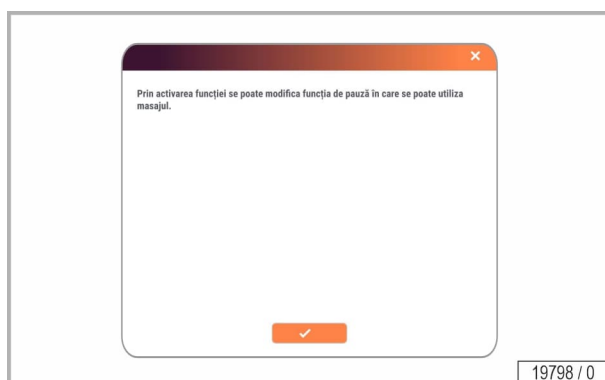 Prin activarea funcției se poate modifica funcția de pauză în care se poate utiliza
masajul.
19798 / 0